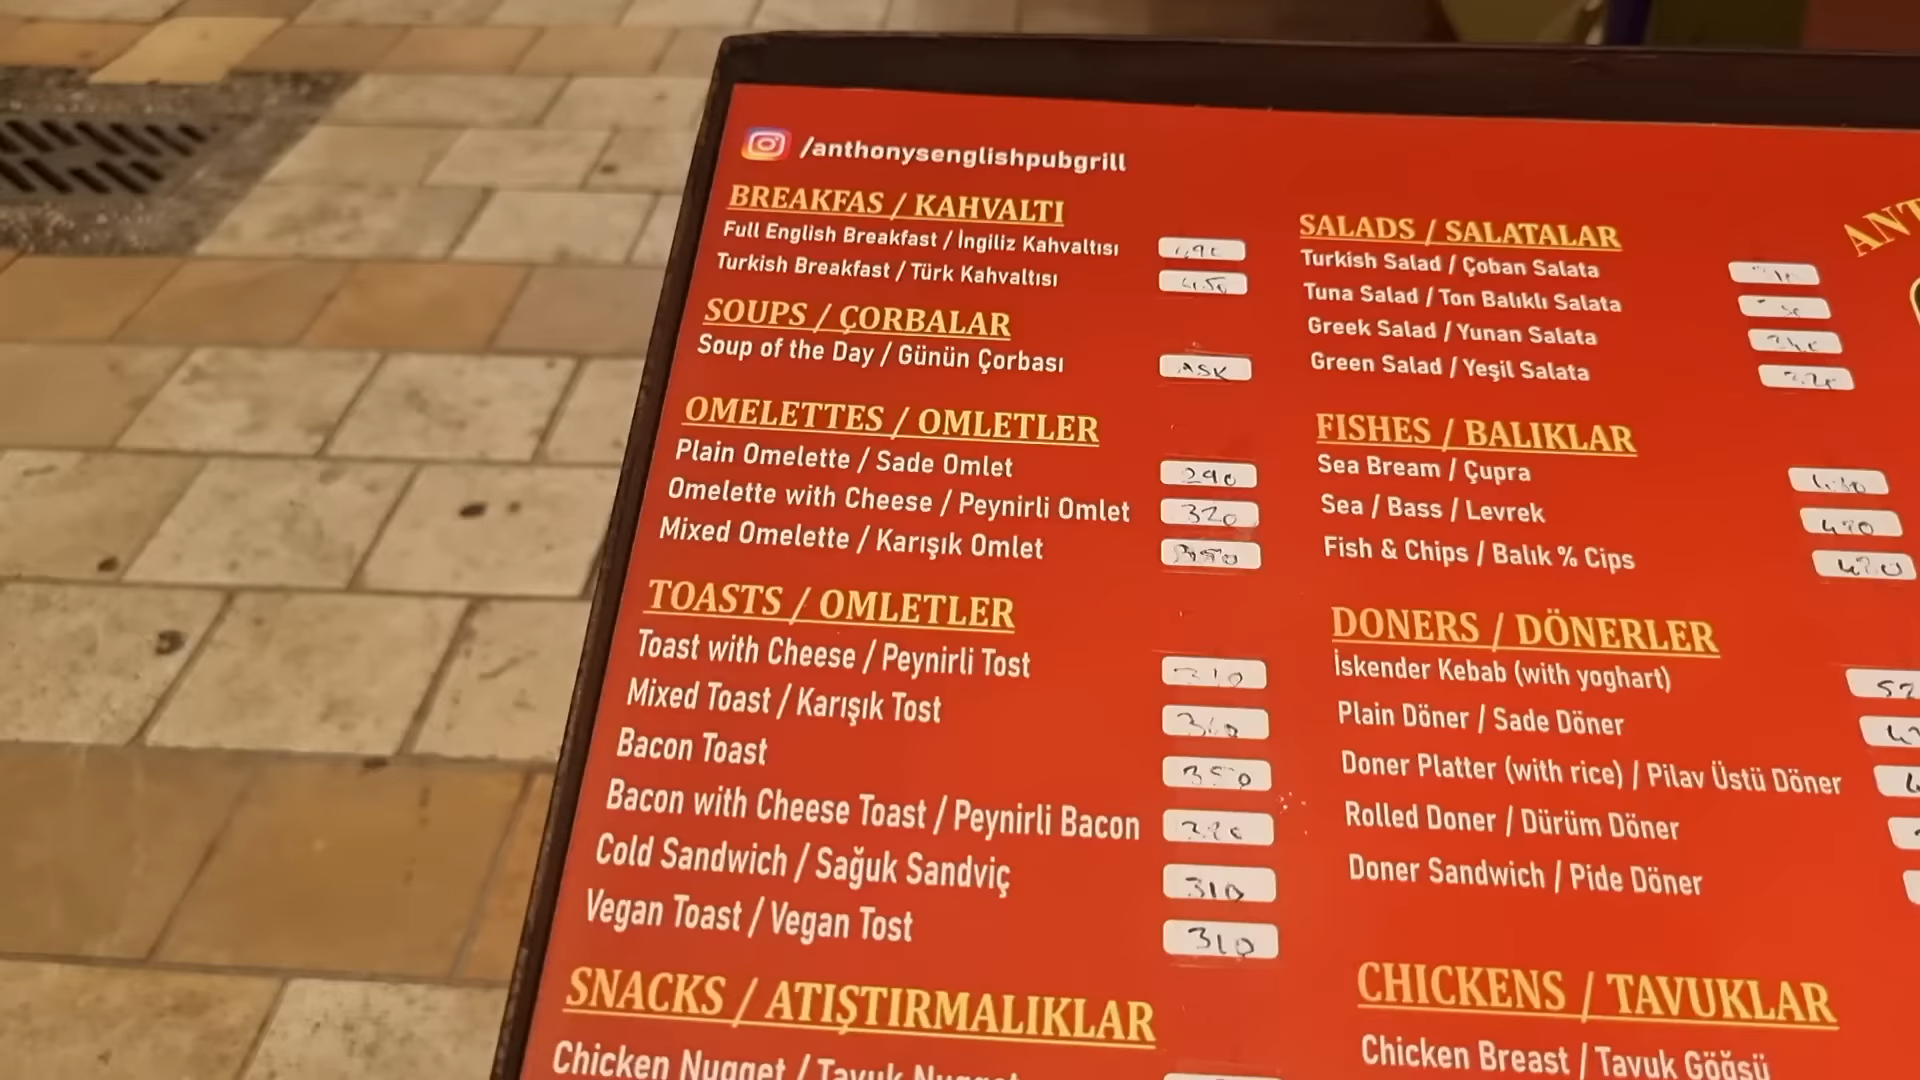 /anthonysenglishpubgrill
BREAKFAS / KAHVALTI
Full English Breakfast / İngiliz Kahvaltısı
Turkish Breakfast / Türk Kahvaltısı 450
SOUPS / ÇORBALAR
Soup of the Day / Günün Çorbası ASK
OMELETTES / OMLETLER
Plain Omelette / Sade Omlet 290
Omelette with Cheese / Peynirli Omlet 320
Mixed Omelette / Karışık Omlet 350
TOASTS / OMLETLER
Toast with Cheese / Peynirli Tost 310
Mixed Toast / Karışık Tost
Bacon Toast 350
Bacon with Cheese Toast / Peynirli Bacon
Cold Sandwich / Sağuk Sandviç 310
Vegan Toast / Vegan Tost 310
SNACKS / ATIŞTIRMALIKLAR
Chicken Nugget / Tavuk Nugget
SALADS / SALATALAR
Turkish Salad / Çoban Salata
Tuna Salad / Ton Balıklı Salata
Greek Salad / Yunan Salata
Green Salad / Yeşil Salata
FISHES / BALIKLAR
Sea Bream / Çupra
Sea / Bass / Levrek
Fish & Chips / Balık % Cips
DONERS / DÖNERLER
İskender Kebab (with yoghart)
Plain Döner / Sade Döner
Doner Platter (with rice) / Pilav Üstü Döner
Rolled Doner / Dürüm Döner
Doner Sandwich / Pide Döner
CHICKENS / TAVUKLAR
Chicken Breast / Tavuk Göğsü
ANT